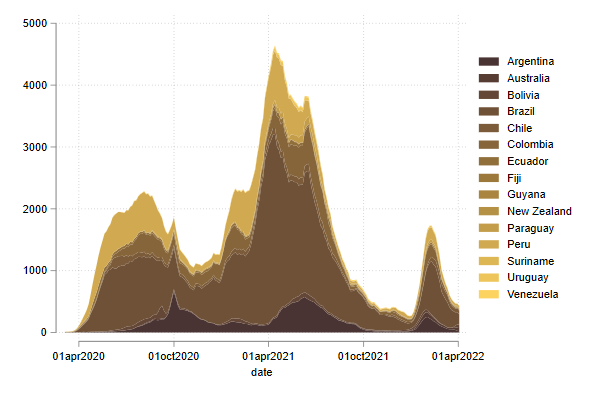 5000
4000
3000
2000
1000
0
01apr2020 01oct2020 01apr2021 01oct2021 01apr2022
date
Argentina
Australia
Bolivia
Brazil
Chile
Colombia
Ecuador
Fiji
Guyana
New Zealand
Paraguay
Peru
Suriname
Uruguay
Venezuela